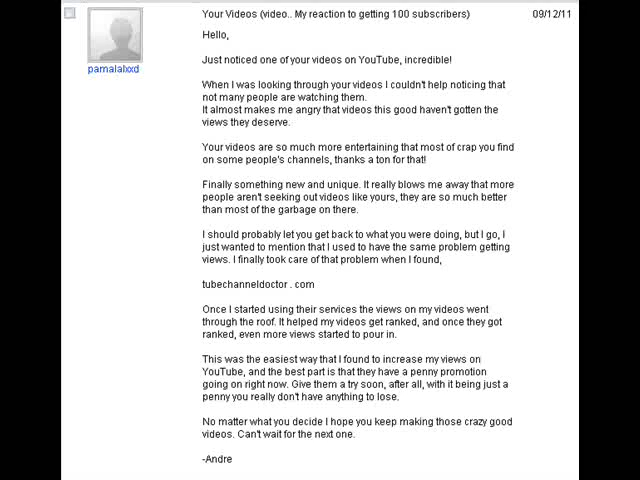 Your Videos (video.. My reaction to getting 100 subscribers) 09/12/11
pamalalxxd
Hello,
Just noticed one of your videos on YouTube, incredible!
When I was looking through your videos I couldn't help noticing that
not many people are watching them.
It almost makes me angry that videos this good haven't gotten the
views they deserve.
Your videos are so much more entertaining that most of crap you find
on some people's channels, thanks a ton for that!
Finally something new and unique. It really blows me away that more
people aren't seeking out videos like yours, they are so much better
than most of the garbage on there.
I should probably let you get back to what you were doing, but I go, I
just wanted to mention that I used to have the same problem getting
views. I finally took care of that problem when I found,
tubechanneldoctor . com
Once I started using their services the views on my videos went
through the roof. It helped my videos get ranked, and once they got
ranked, even more views started to pour in.
This was the easiest way that I found to increase my views on
YouTube, and the best part is that they have a penny promotion
going on right now. Give them a try soon, after all, with it being just a
penny you really don't have anything to lose.
No matter what you decide I hope you keep making those crazy good
videos. Can't wait for the next one.
-Andre